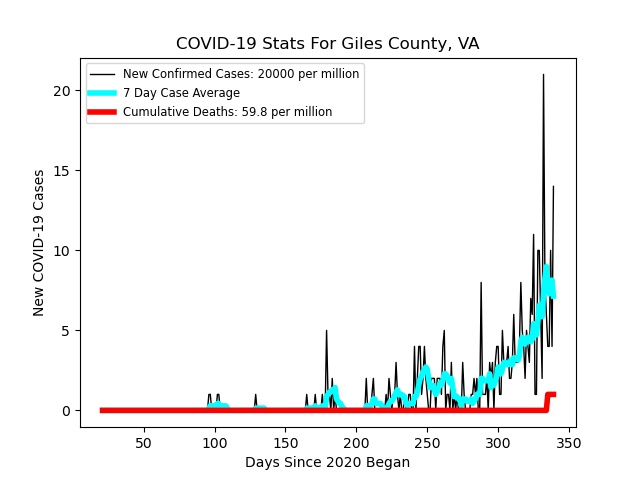 COVID-19 Stats For Giles County, VA
New Confirmed Cases: 20000 per million
7 Day Case Average
Cumulative Deaths: 59.8 per million
New COVID-19 Cases
20
15
10
5
0
50 100 150 200 250 300 350
Days Since 2020 Began